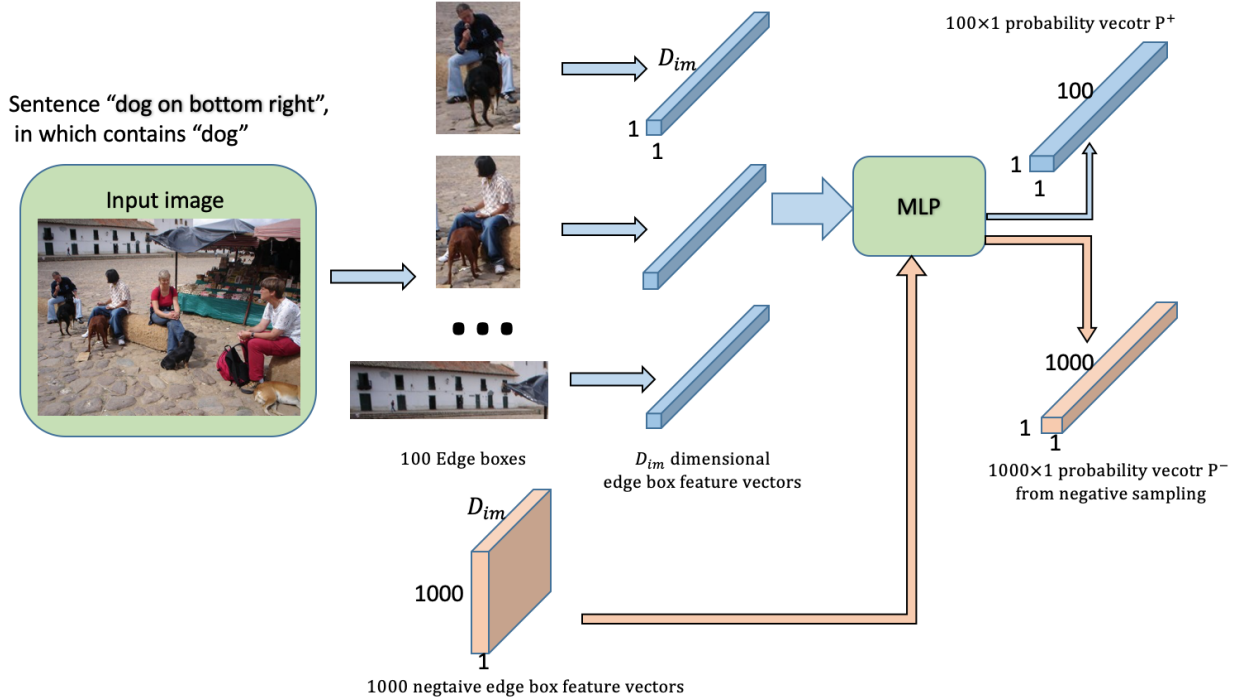 Sentence “dog on bottom right”,
in which contains “dog”
Input image
100 Edge boxes
D_im
1
1
D_im dimensional
edge box feature vectors
MLP
100×1 probability vecotr P⁺
100
1
1
1000
1
1
1000×1 probability vecotr P⁻
from negative sampling
D_im
1000
1
1000 negtaive edge box feature vectors